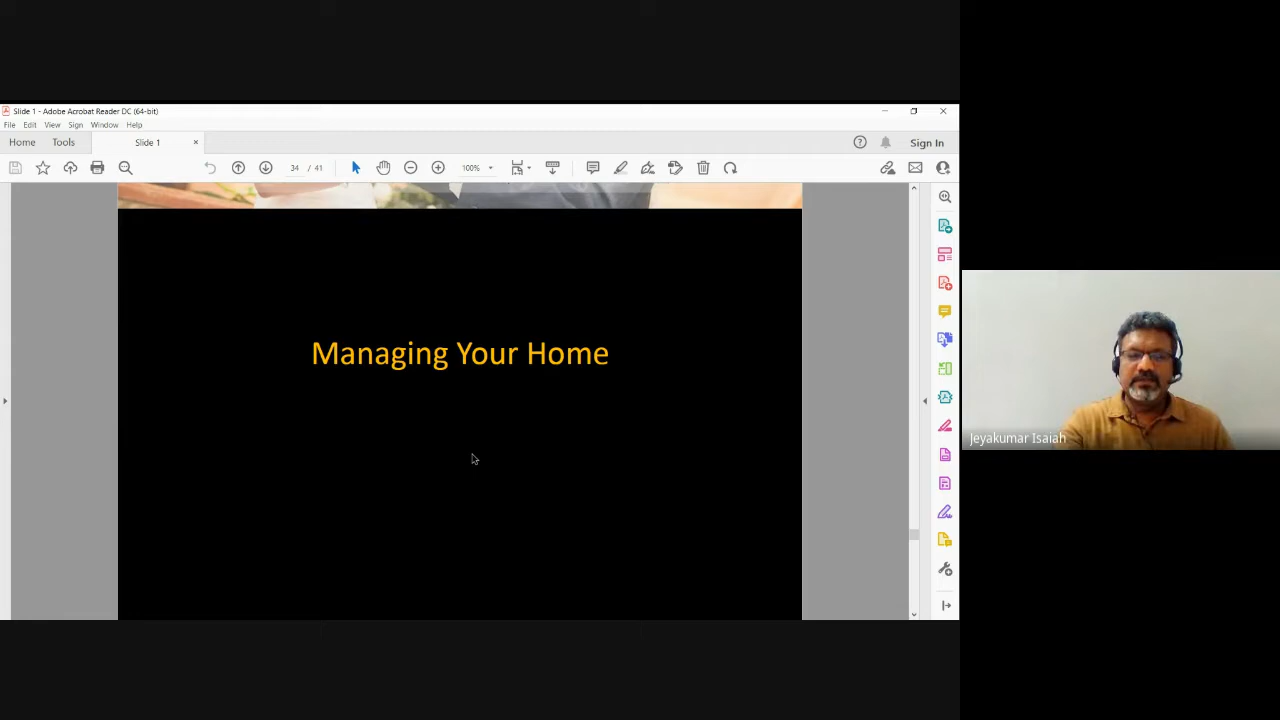 Slide 1 - Adobe Acrobat Reader DC (64-bit)
File Edit View Sign Window Help
Home Tools Slide 1 × Sign In
34 / 41 100%
Managing Your Home
Jeyakumar Isaiah